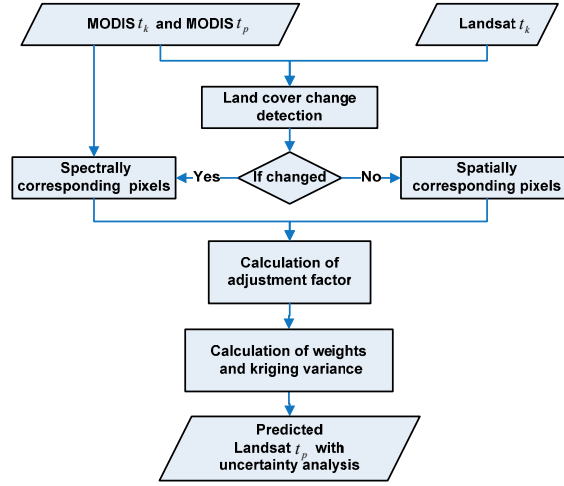 MODIS t_k and MODIS t_p
Landsat t_k
Land cover change
detection
Spectrally
corresponding pixels
Yes
If changed
No
Spatially
corresponding pixels
Calculation of
adjustment factor
Calculation of weights
and kriging variance
Predicted
Landsat t_p with
uncertainty analysis